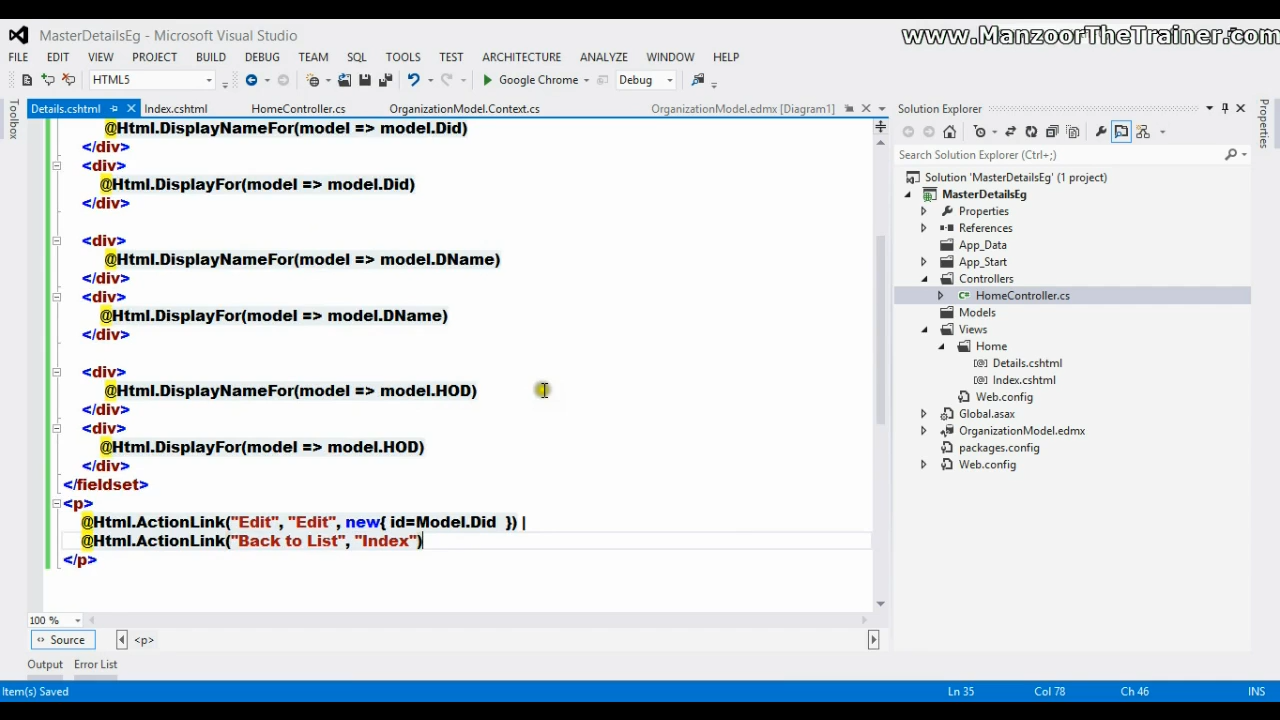 MasterDetailsEg - Microsoft Visual Studio
www.ManzoorTheTrainer.com
FILE EDIT VIEW PROJECT BUILD DEBUG TEAM SQL TOOLS TEST ARCHITECTURE ANALYZE WINDOW HELP
HTML5 Google Chrome Debug
Details.cshtml Index.cshtml HomeController.cs OrganizationModel.Context.cs OrganizationModel.edmx [Diagram1]
Toolbox
@Html.DisplayNameFor(model => model.Did)
</div>
<div>
@Html.DisplayFor(model => model.Did)
</div>
<div>
@Html.DisplayNameFor(model => model.DName)
</div>
<div>
@Html.DisplayFor(model => model.DName)
</div>
<div>
@Html.DisplayNameFor(model => model.HOD)
</div>
<div>
@Html.DisplayFor(model => model.HOD)
</div>
</fieldset>
<p>
@Html.ActionLink("Edit", "Edit", new{ id=Model.Did  }) |
@Html.ActionLink("Back to List", "Index")
</p>
100 %
Source <p>
Output Error List
Solution Explorer
Search Solution Explorer (Ctrl+;)
Solution 'MasterDetailsEg' (1 project)
MasterDetailsEg
Properties
References
App_Data
App_Start
Controllers
HomeController.cs
Models
Views
Home
Details.cshtml
Index.cshtml
Web.config
Global.asax
OrganizationModel.edmx
packages.config
Web.config
Properties
Item(s) Saved Ln 35 Col 78 Ch 46 INS